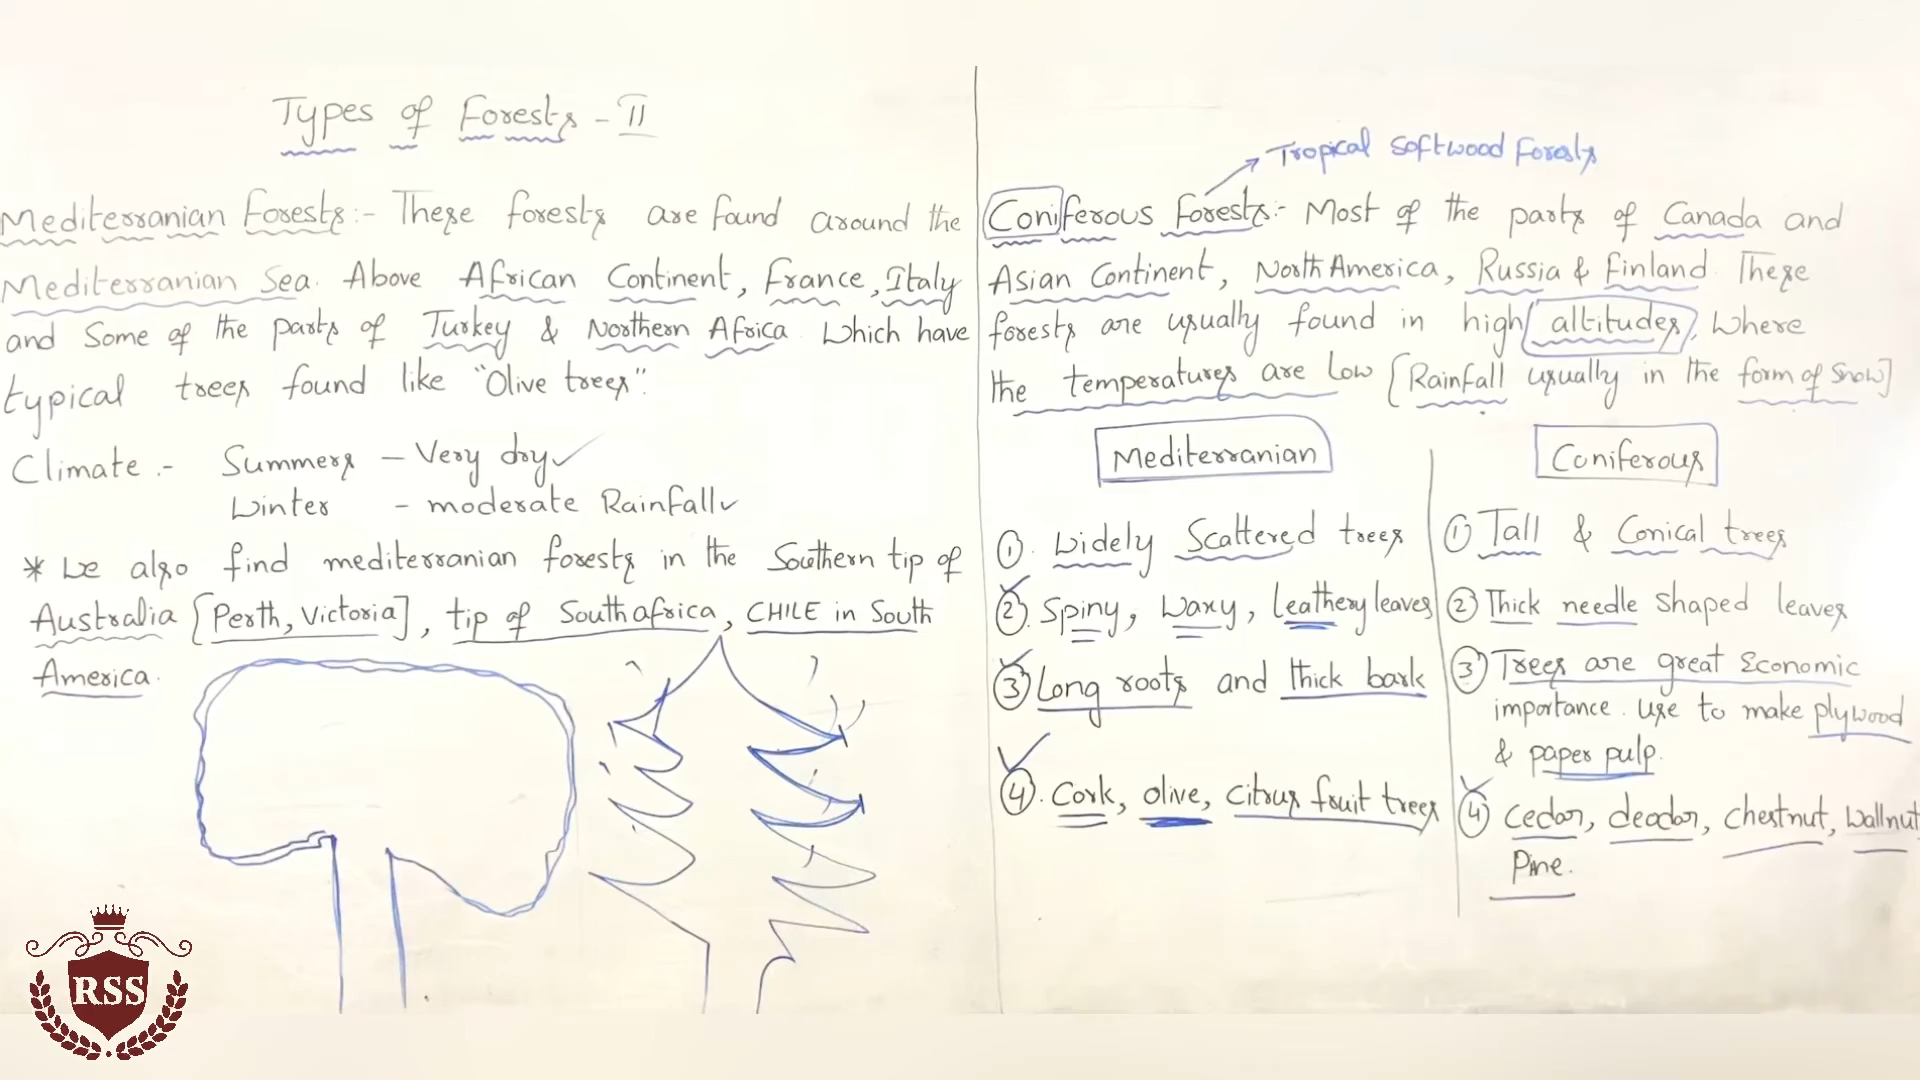 Types of Forests - II
Mediterranian Forests:- These forests are found around the
Mediterranian Sea. Above African Continent, France, Italy
and Some of the parts of Turkey & Northern Africa. Which have
typical trees found like "Olive trees".
Climate :- Summers - Very dry ✓
Winter - moderate Rainfall ✓
* We also find mediterranian forests in the Southern tip of
Australia [Perth, Victoria], tip of South africa, CHILE in South
America.
Tropical Softwood Forests
Coniferous Forests:- Most of the parts of Canada and
Asian Continent, North America, Russia & Finland. These
forests are usually found in high altitudes, Where
the temperatures are low [Rainfall usually in the form of Snow]
Mediterranian
① Widely Scattered trees
②. Spiny, Waxy, leathery leaves
③ Long roots and thick bark
④. Cork, olive, citrus fruit trees
Coniferous
① Tall & Conical trees
② Thick needle shaped leaves
③ Trees are great Economic
importance. Use to make plywood
& paper pulp.
④ Cedar, deodar, chestnut, wallnut
Pine.
RSS